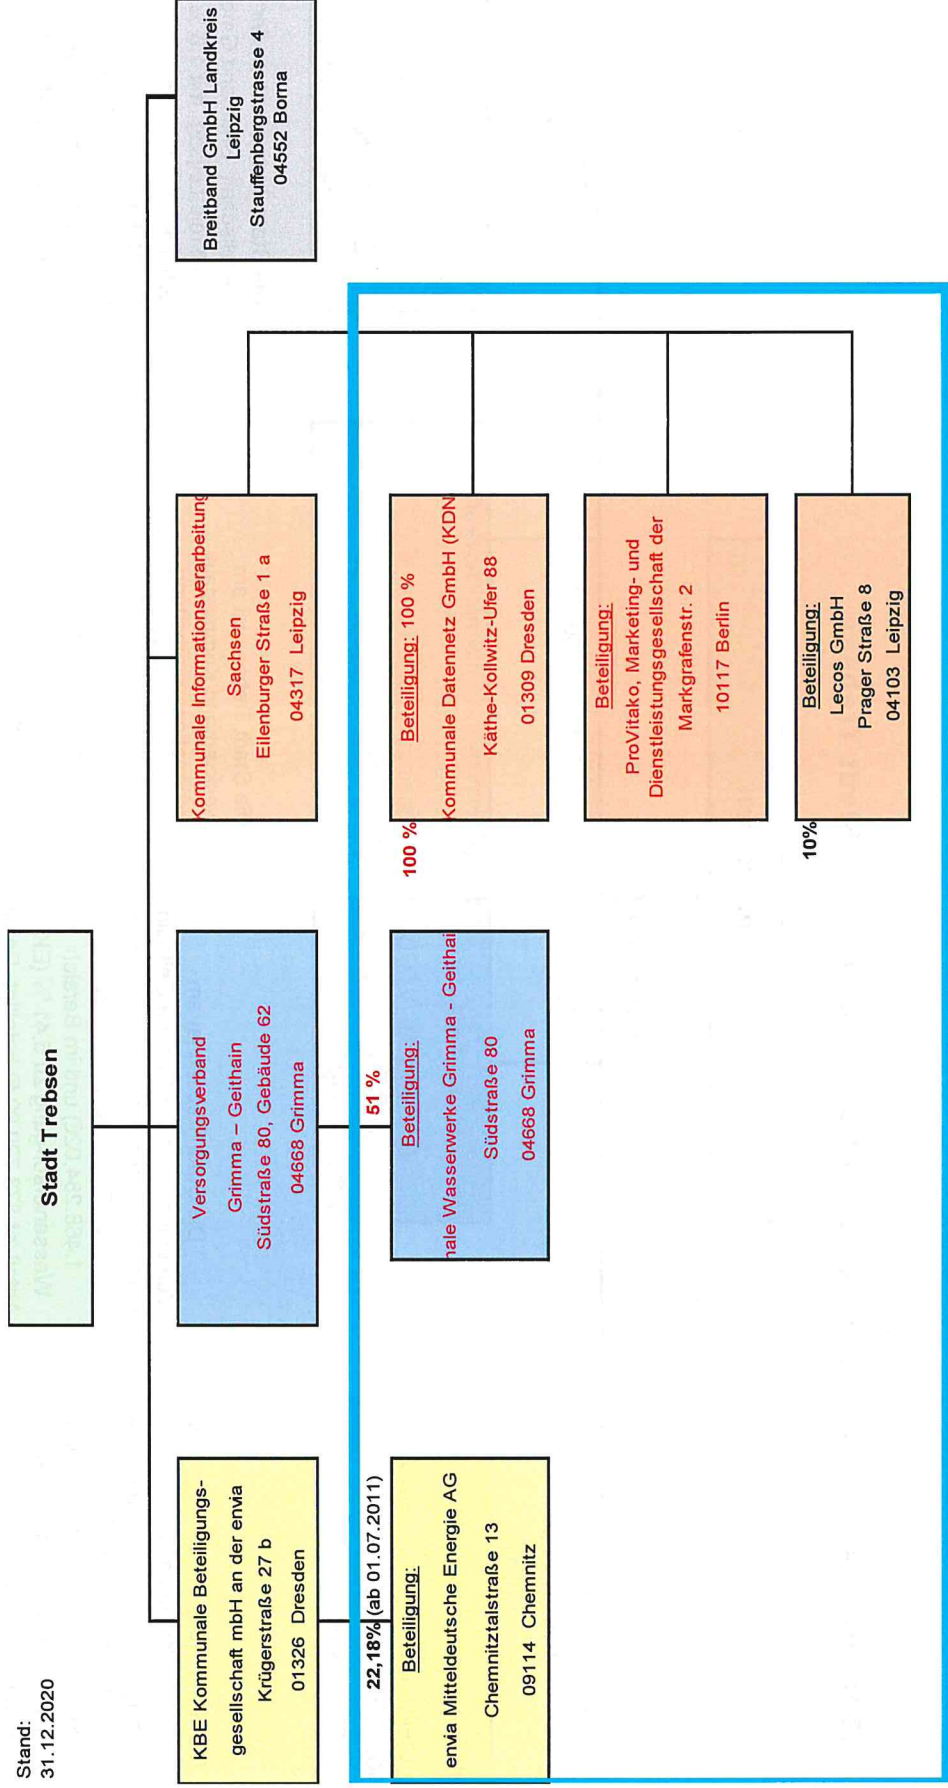 Stand:
31.12.2020
Stadt Trebsen
KBE Kommunale Beteiligungs-
gesellschaft mbH an der envia
Krügerstraße 27 b
01326 Dresden
Versorgungsverband
Grimma – Geithain
Südstraße 80, Gebäude 62
04668 Grimma
Kommunale Informationsverarbeitung
Sachsen
Eilenburger Straße 1 a
04317 Leipzig
Breitband GmbH Landkreis
Leipzig
Stauffenbergstrasse 4
04552 Borna
22,18% (ab 01.07.2011)
Beteiligung:
envia Mitteldeutsche Energie AG
Chemnitztalstraße 13
09114 Chemnitz
51 %
Beteiligung:
nale Wasserwerke Grimma - Geithai
Südstraße 80
04668 Grimma
100 %
Beteiligung: 100 %
Kommunale Datennetz GmbH (KDN
Käthe-Kollwitz-Ufer 88
01309 Dresden
Beteiligung:
ProVitako, Marketing- und
Dienstleistungsgesellschaft der
Markgrafenstr. 2
10117 Berlin
10%
Beteiligung:
Lecos GmbH
Prager Straße 8
04103 Leipzig